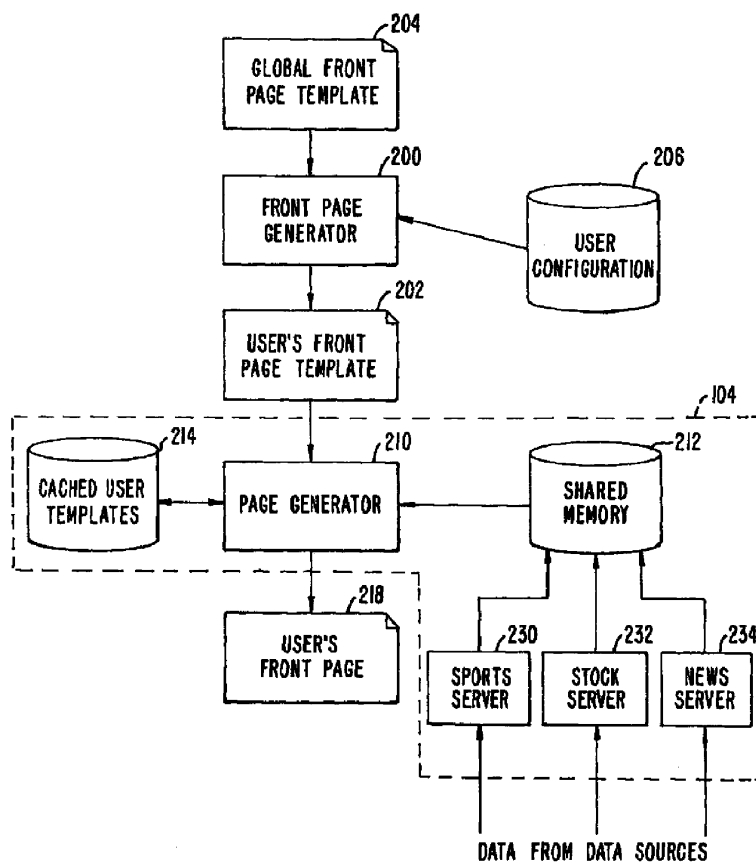 204
GLOBAL FRONT
PAGE TEMPLATE
200
FRONT PAGE
GENERATOR
206
USER
CONFIGURATION
202
USER'S FRONT
PAGE TEMPLATE
104
214
CACHED USER
TEMPLATES
210
PAGE GENERATOR
212
SHARED
MEMORY
218
USER'S
FRONT PAGE
230
SPORTS
SERVER
232
STOCK
SERVER
234
NEWS
SERVER
DATA FROM DATA SOURCES